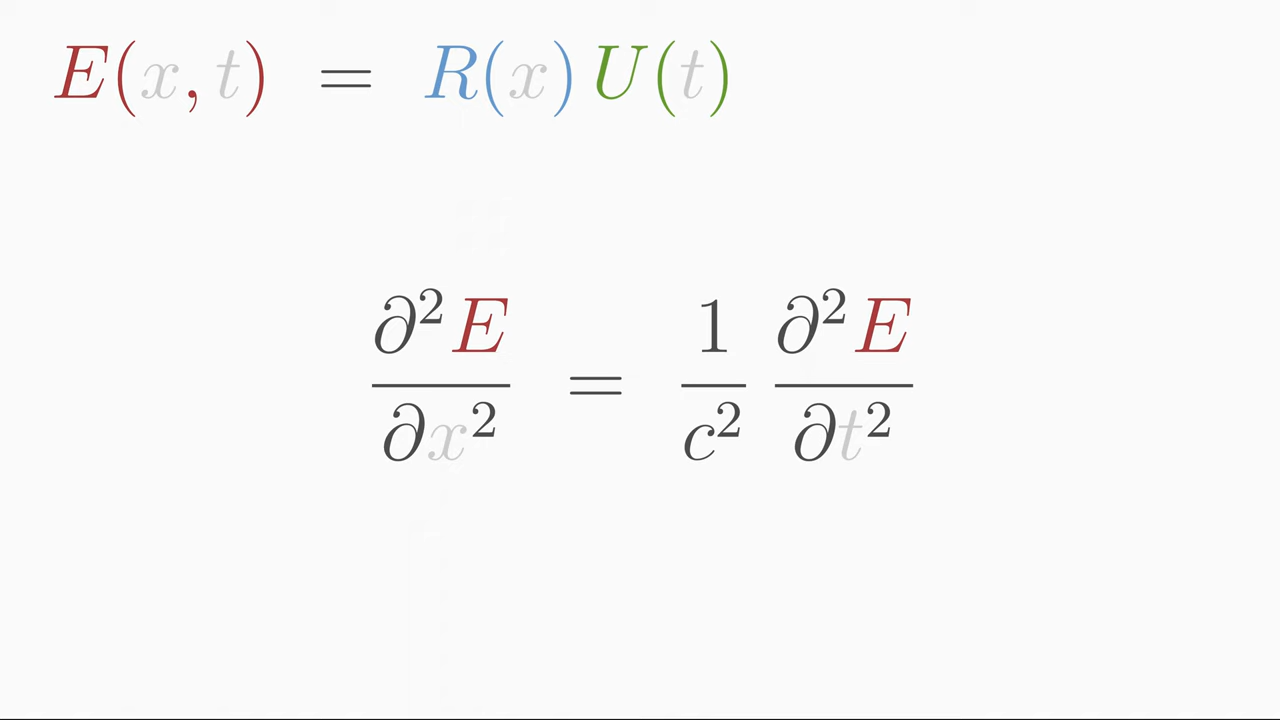 E(x, t) = R(x) U(t)
∂²E/∂x² = 1/c² ∂²E/∂t²